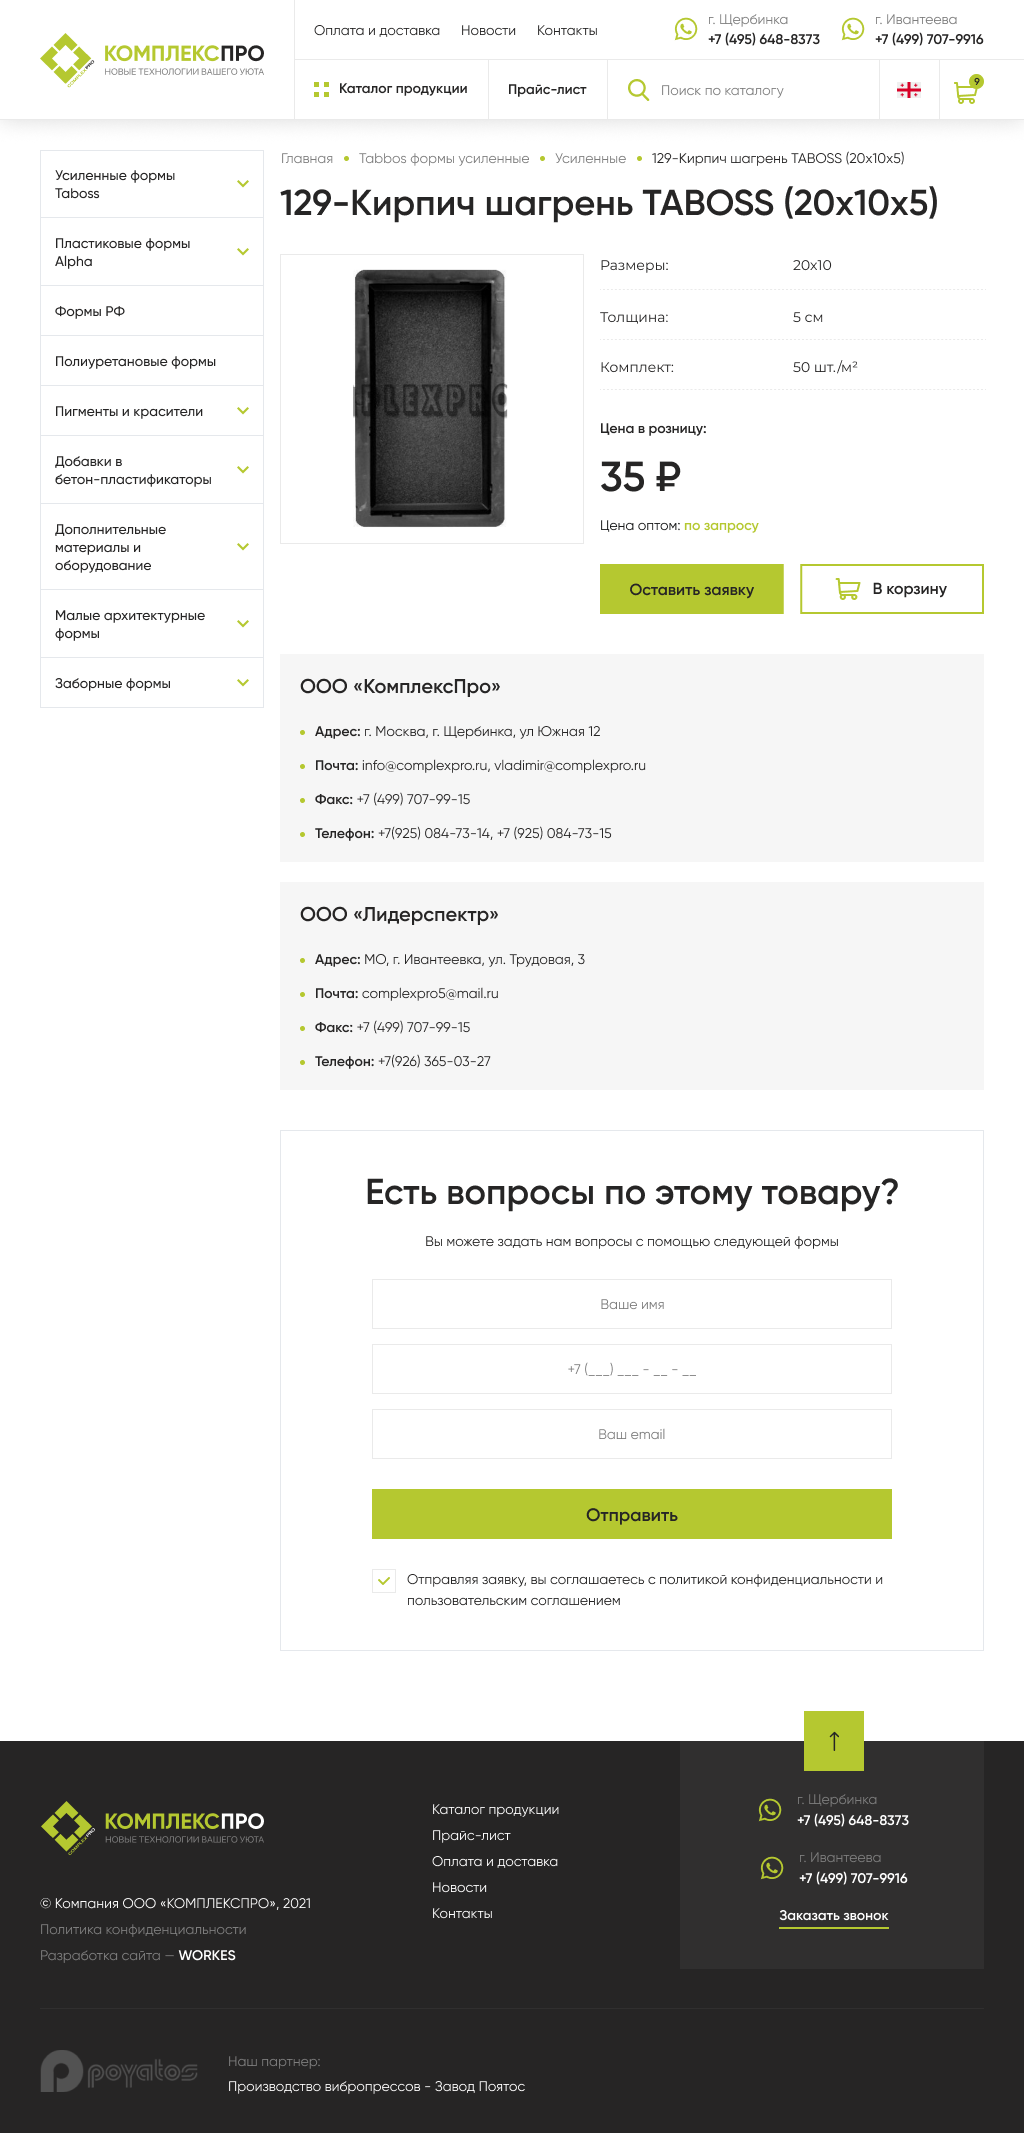 КОМПЛЕКСПРО
НОВЫЕ ТЕХНОЛОГИИ ВАШЕГО УЮТА
Оплата и доставка Новости Контакты
г. Щербинка
+7 (495) 648-8373
г. Ивантеева
+7 (499) 707-9916
Каталог продукции
Прайс-лист
Поиск по каталогу
9
Усиленные формы
Taboss
Пластиковые формы
Alpha
Формы РФ
Полиуретановые формы
Пигменты и красители
Добавки в
бетон-пластификаторы
Дополнительные
материалы и
оборудование
Малые архитектурные
формы
Заборные формы
Главная Tabbos формы усиленные Усиленные 129-Кирпич шагрень TABOSS (20x10x5)
129-Кирпич шагрень TABOSS (20x10x5)
PLEXPRO
Размеры: 20x10
Толщина: 5 см
Комплект: 50 шт./м²
Цена в розницу:
35 ₽
Цена оптом: по запросу
Оставить заявку
В корзину
ООО «КомплексПро»
Адрес: г. Москва, г. Щербинка, ул Южная 12
Почта: info@complexpro.ru, vladimir@complexpro.ru
Факс: +7 (499) 707-99-15
Телефон: +7(925) 084-73-14, +7 (925) 084-73-15
ООО «Лидерспектр»
Адрес: МО, г. Ивантеевка, ул. Трудовая, 3
Почта: complexpro5@mail.ru
Факс: +7 (499) 707-99-15
Телефон: +7(926) 365-03-27
Есть вопросы по этому товару?
Вы можете задать нам вопросы с помощью следующей формы
Ваше имя
+7 (___) ___ - __ - __
Ваш email
Отправить
Отправляя заявку, вы соглашаетесь с политикой конфиденциальности и
пользовательским соглашением
КОМПЛЕКСПРО
НОВЫЕ ТЕХНОЛОГИИ ВАШЕГО УЮТА
© Компания ООО «КОМПЛЕКСПРО», 2021
Политика конфиденциальности
Разработка сайта — WORKES
Каталог продукции
Прайс-лист
Оплата и доставка
Новости
Контакты
г. Щербинка
+7 (495) 648-8373
г. Ивантеева
+7 (499) 707-9916
Заказать звонок
poyatos
Наш партнер:
Производство вибропрессов - Завод Поятос